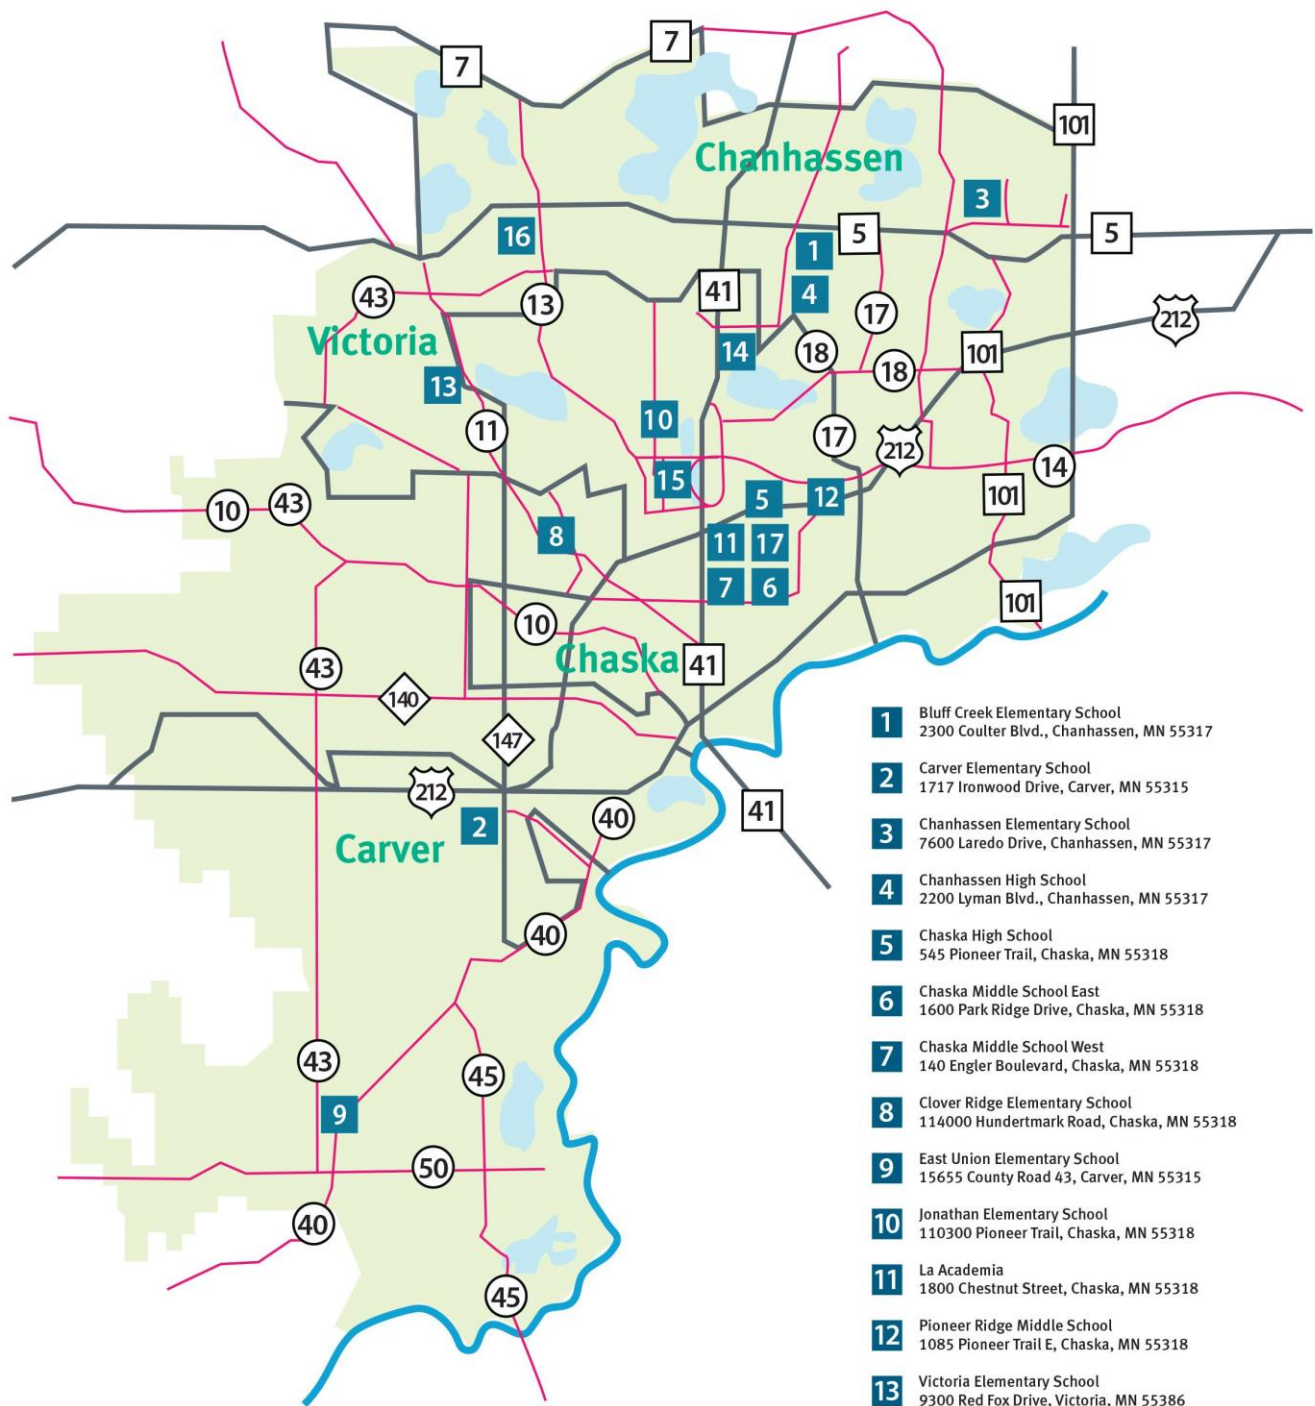 7
7
101
Chanhassen
3
16
1
5
5
43
13
41
4
17
212
Victoria
14
18
101
13
18
10
11
17
212
14
10
43
15
5
12
101
8
11
17
7
6
101
10
43
Chaska
41
140
147
212
41
2
40
Carver
40
43
45
9
50
40
45
1 Bluff Creek Elementary School
2300 Coulter Blvd., Chanhassen, MN 55317
2 Carver Elementary School
1717 Ironwood Drive, Carver, MN 55315
3 Chanhassen Elementary School
7600 Laredo Drive, Chanhassen, MN 55317
4 Chanhassen High School
2200 Lyman Blvd., Chanhassen, MN 55317
5 Chaska High School
545 Pioneer Trail, Chaska, MN 55318
6 Chaska Middle School East
1600 Park Ridge Drive, Chaska, MN 55318
7 Chaska Middle School West
140 Engler Boulevard, Chaska, MN 55318
8 Clover Ridge Elementary School
114000 Hundertmark Road, Chaska, MN 55318
9 East Union Elementary School
15655 County Road 43, Carver, MN 55315
10 Jonathan Elementary School
110300 Pioneer Trail, Chaska, MN 55318
11 La Academia
1800 Chestnut Street, Chaska, MN 55318
12 Pioneer Ridge Middle School
1085 Pioneer Trail E, Chaska, MN 55318
13 Victoria Elementary School
9300 Red Fox Drive, Victoria, MN 55386